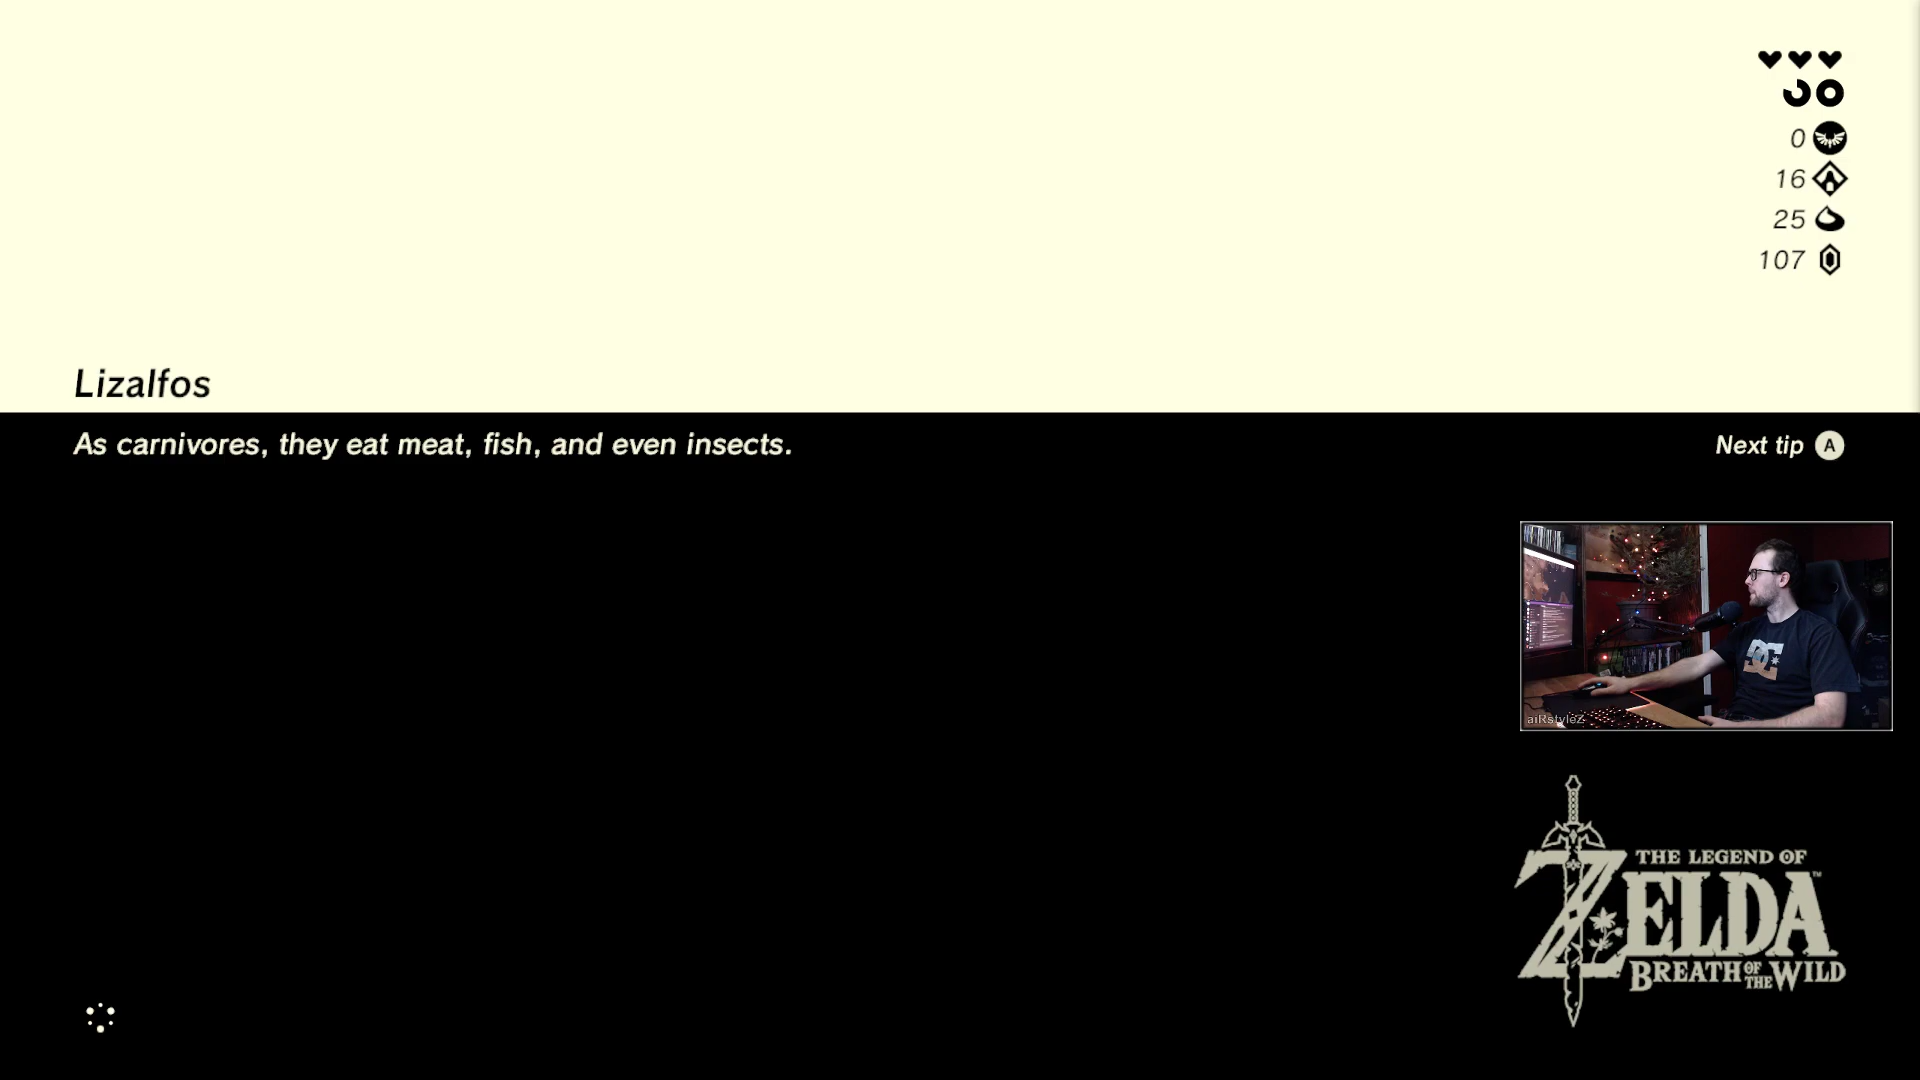 0
16
25
107
Lizalfos
As carnivores, they eat meat, fish, and even insects.
Next tip A
aiRstyleZ
THE LEGEND OF
ZELDA
BREATH OF THE WILD